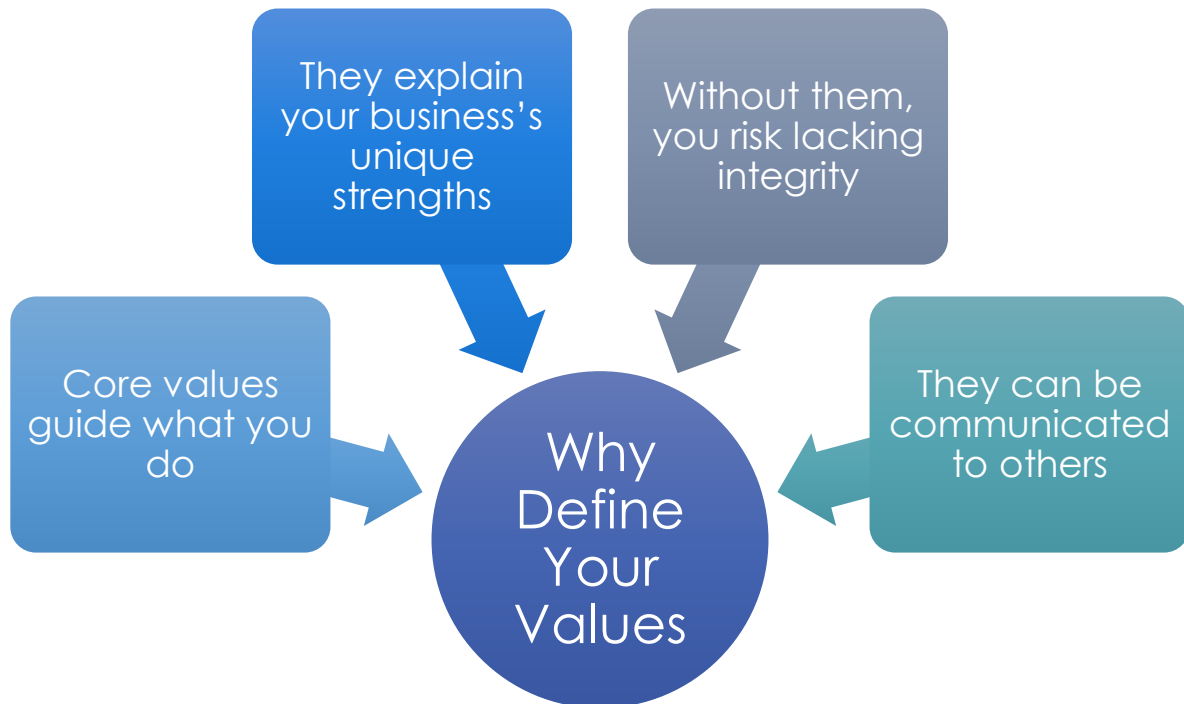 They explain
your business’s
unique
strengths
Without them,
you risk lacking
integrity
Core values
guide what you
do
They can be
communicated
to others
Why
Define
Your
Values